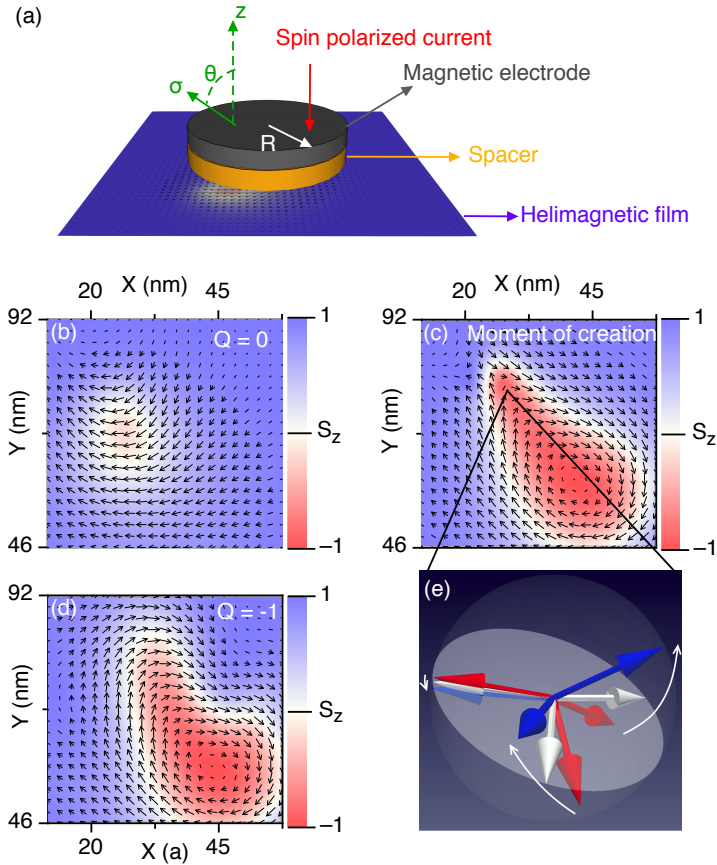 (a)
z
θ
σ
Spin polarized current
Magnetic electrode
R
Spacer
Helimagnetic film
20 X (nm) 45
92
(b)
Q = 0
Y (nm)
46
1
S_z
−1
20 X (nm) 45
92
(c)
Moment of creation
Y (nm)
46
1
S_z
−1
92
(d)
Q = -1
Y (nm)
46
20 45
X (a)
1
S_z
−1
(e)